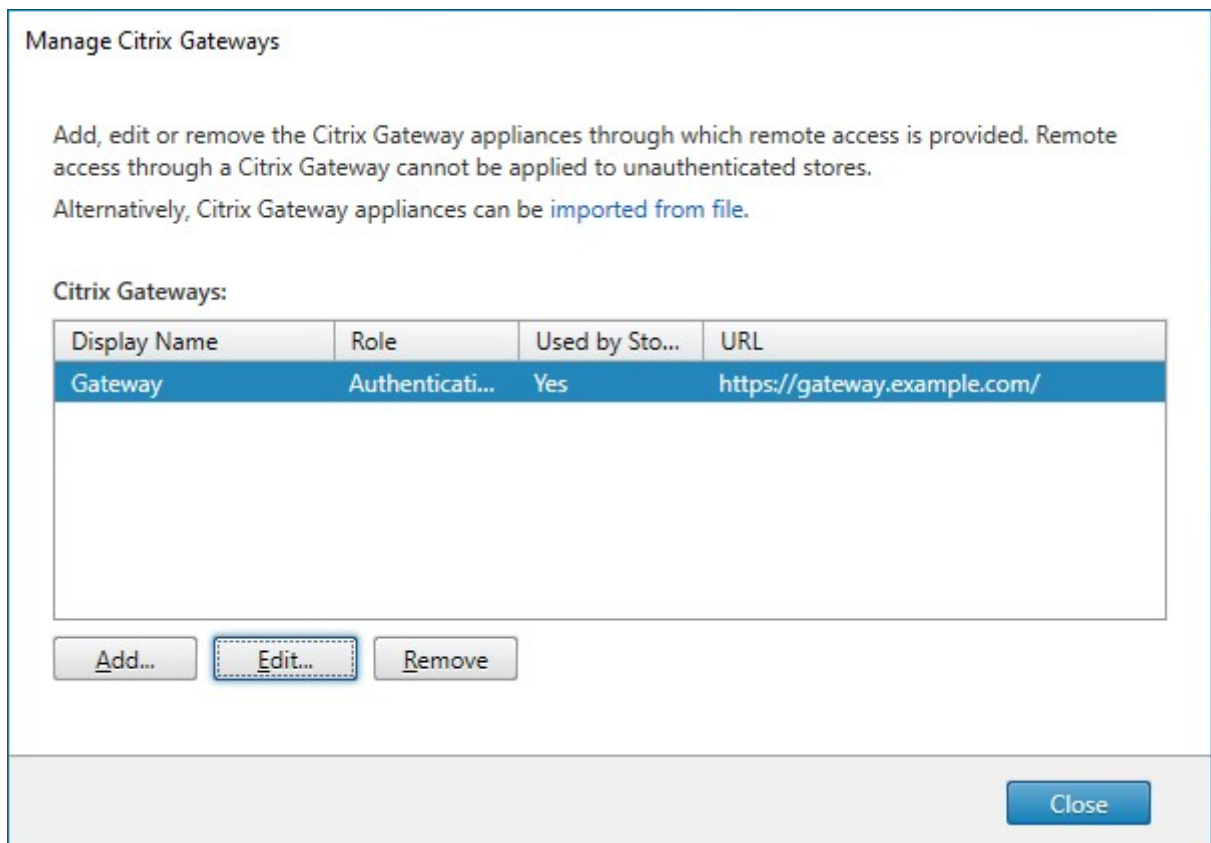 Manage Citrix Gateways
Add, edit or remove the Citrix Gateway appliances through which remote access is provided. Remote
access through a Citrix Gateway cannot be applied to unauthenticated stores.
Alternatively, Citrix Gateway appliances can be imported from file.
Citrix Gateways:
Display Name Role Used by Sto... URL
Gateway Authenticati... Yes https://gateway.example.com/
Add... Edit... Remove
Close